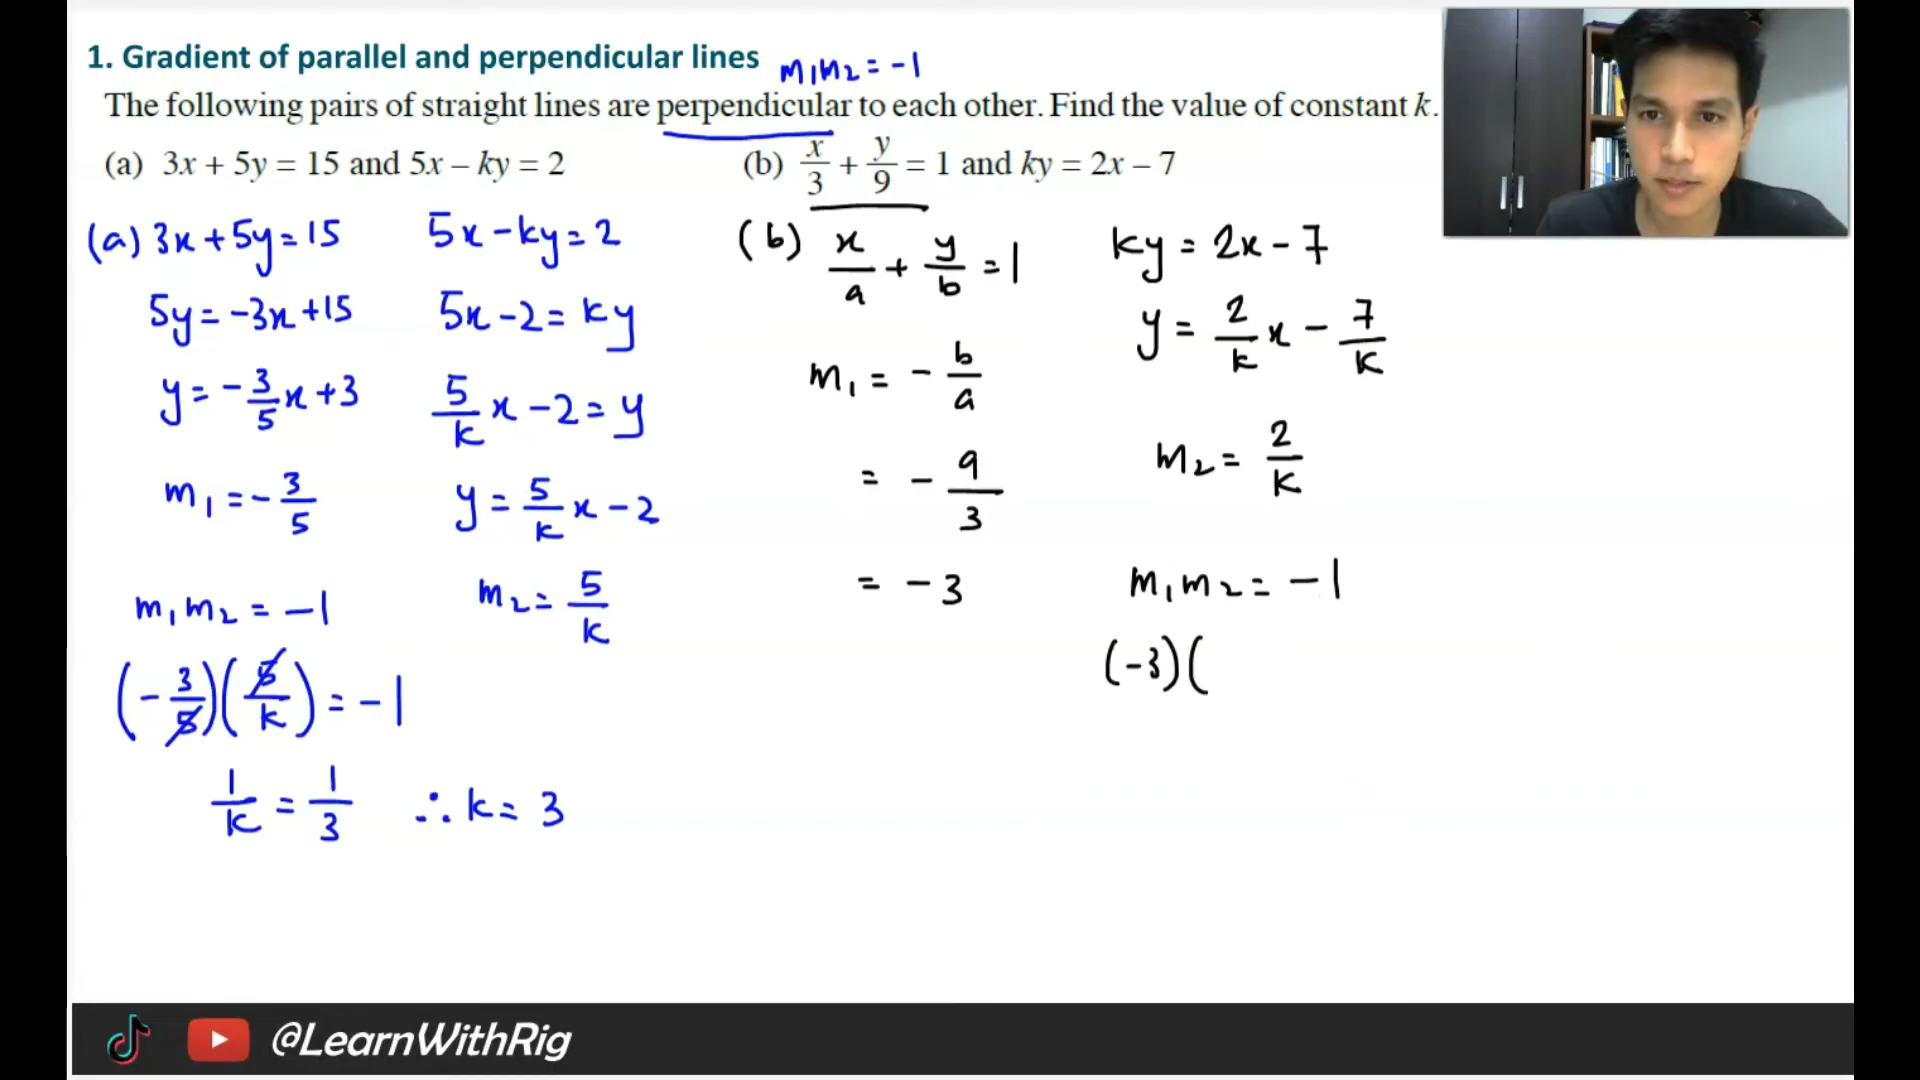 1. Gradient of parallel and perpendicular lines m₁m₂ = -1
The following pairs of straight lines are perpendicular to each other. Find the value of constant k.
(a) 3x + 5y = 15 and 5x – ky = 2
(b) x/3 + y/9 = 1 and ky = 2x – 7
(a) 3x + 5y = 15
5y = -3x + 15
y = -3/5 x + 3
m₁ = -3/5
5x - ky = 2
5x - 2 = ky
5/k x - 2 = y
y = 5/k x - 2
m₂ = 5/k
m₁m₂ = -1
(-3/5)(5/k) = -1
1/k = 1/3 ∴ k = 3
(b) x/a + y/b = 1
m₁ = -b/a
= -9/3
= -3
ky = 2x - 7
y = 2/k x - 7/k
m₂ = 2/k
m₁m₂ = -1
(-3)(
@LearnWithRig